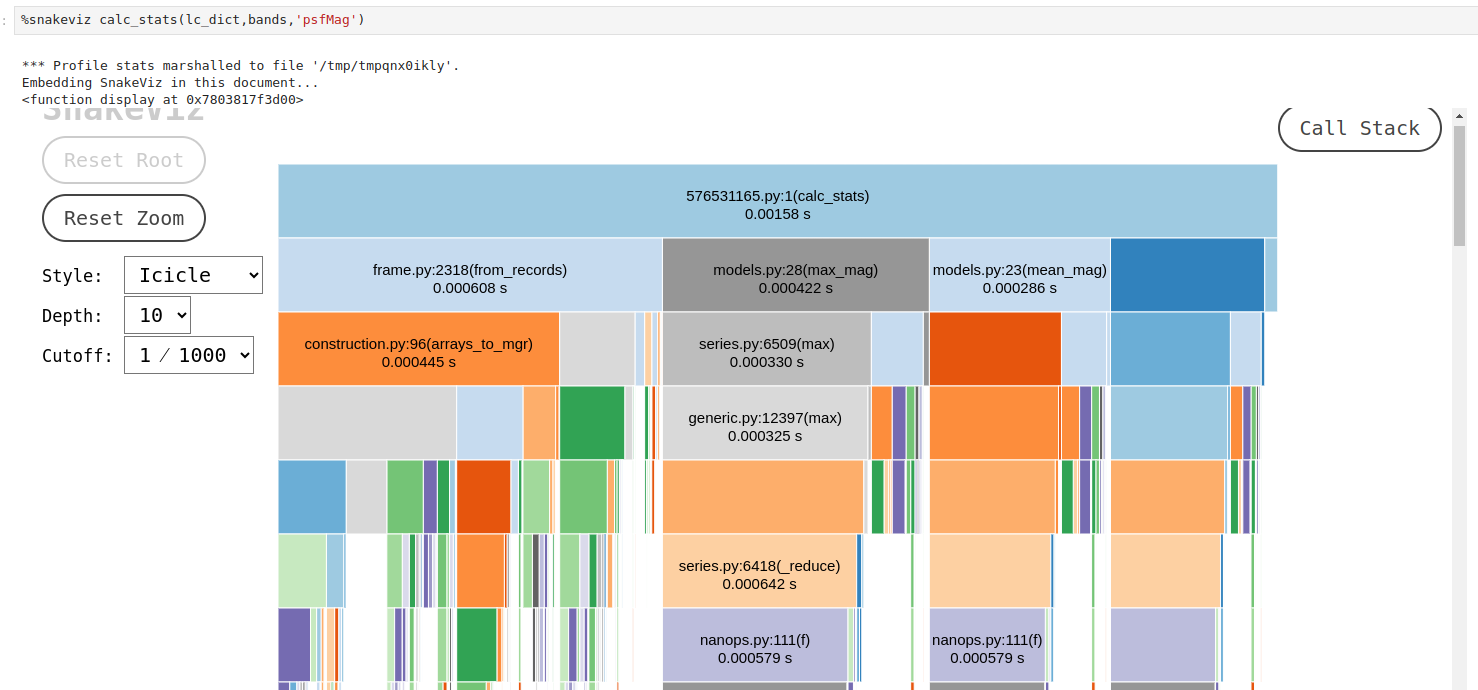 :
%snakeviz calc_stats(lc_dict,bands,'psfMag')
*** Profile stats marshalled to file '/tmp/tmpqnx0ikly'.
Embedding SnakeViz in this document...
<function display at 0x7803817f3d00>
SnakeViz
Call Stack
Reset Root
Reset Zoom
Style: Icicle
Depth: 10
Cutoff: 1 / 1000
576531165.py:1(calc_stats)
0.00158 s
frame.py:2318(from_records)
0.000608 s
models.py:28(max_mag)
0.000422 s
models.py:23(mean_mag)
0.000286 s
construction.py:96(arrays_to_mgr)
0.000445 s
series.py:6509(max)
0.000330 s
generic.py:12397(max)
0.000325 s
series.py:6418(_reduce)
0.000642 s
nanops.py:111(f)
0.000579 s
nanops.py:111(f)
0.000579 s